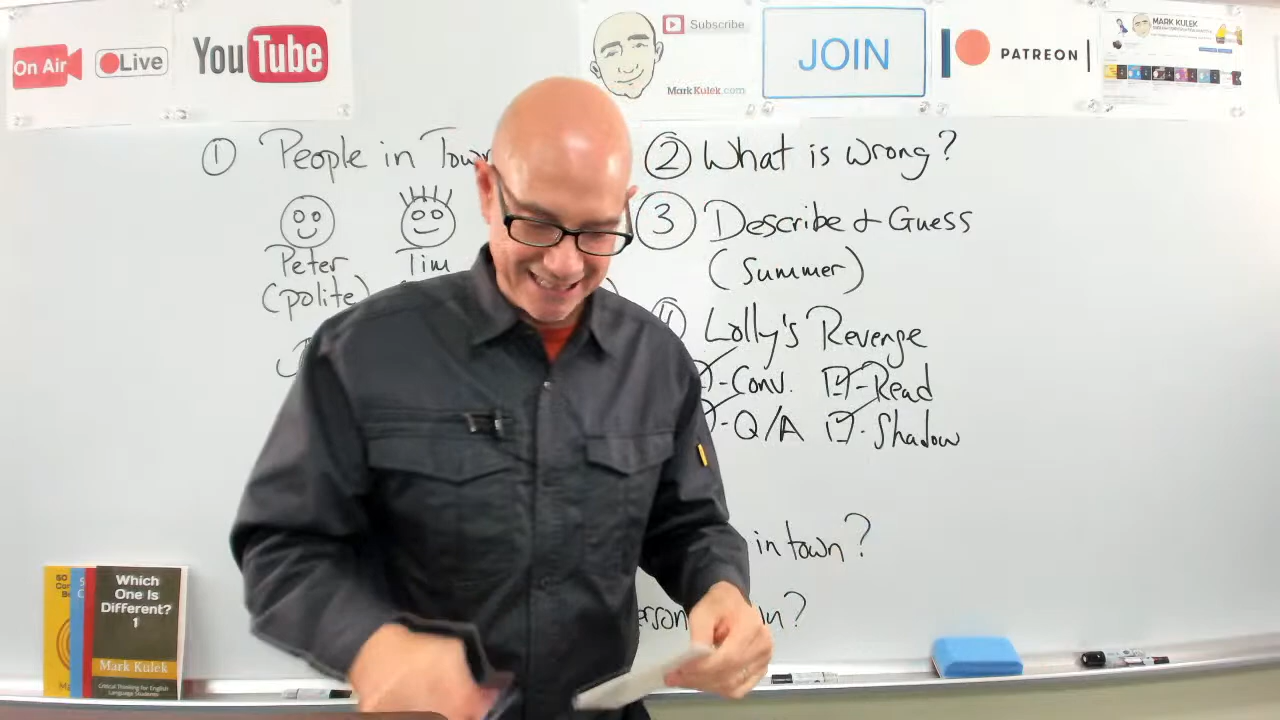 On Air
Live
YouTube
Subscribe
MarkKulek.com
JOIN
PATREON
MARK KULEK
① People in Town
Peter
(polite)
Tim
② What is wrong?
③ Describe & Guess
(Summer)
Lolly's Revenge
-Conv.
-Read
-Q/A
-Shadow
in town?
Which
One Is
Different?
1
Mark Kulek
Critical Thinking for English
Language Students